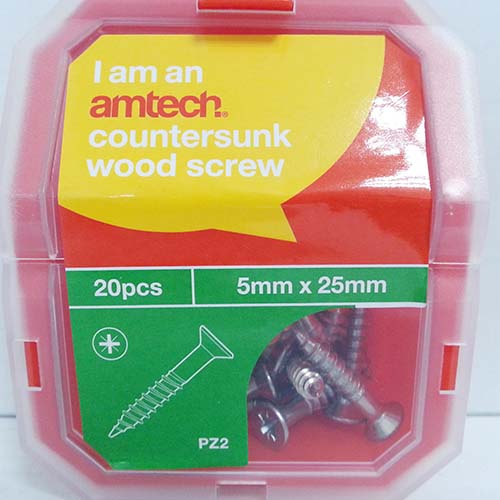 I am an
amtech®
countersunk
wood screw
20pcs
5mm x 25mm
PZ2